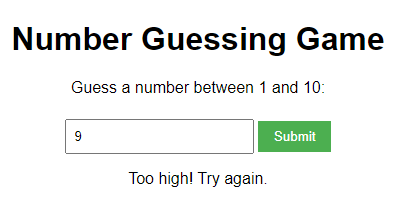 Number Guessing Game
Guess a number between 1 and 10:
9 Submit
Too high! Try again.